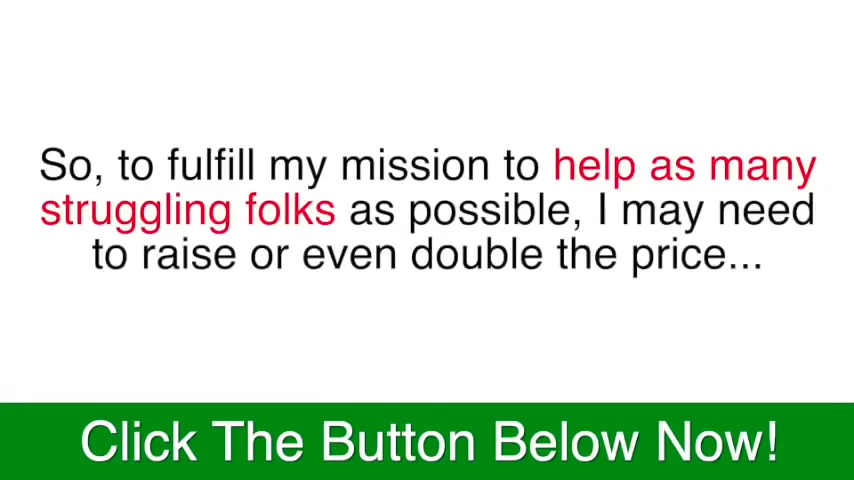 So, to fulfill my mission to help as many
struggling folks as possible, I may need
to raise or even double the price...
Click The Button Below Now!